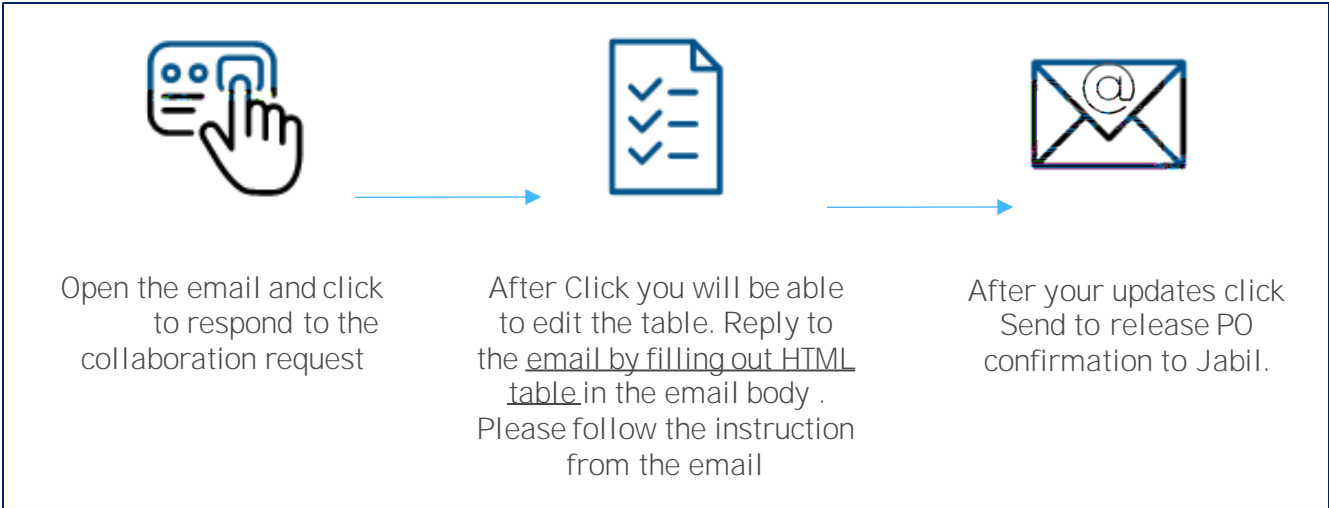 Open the email and click
to respond to the
collaboration request
After Click you will be able
to edit the table. Reply to
the email by filling out HTML
table in the email body .
Please follow the instruction
from the email
@
After your updates click
Send to release PO
confirmation to Jabil.